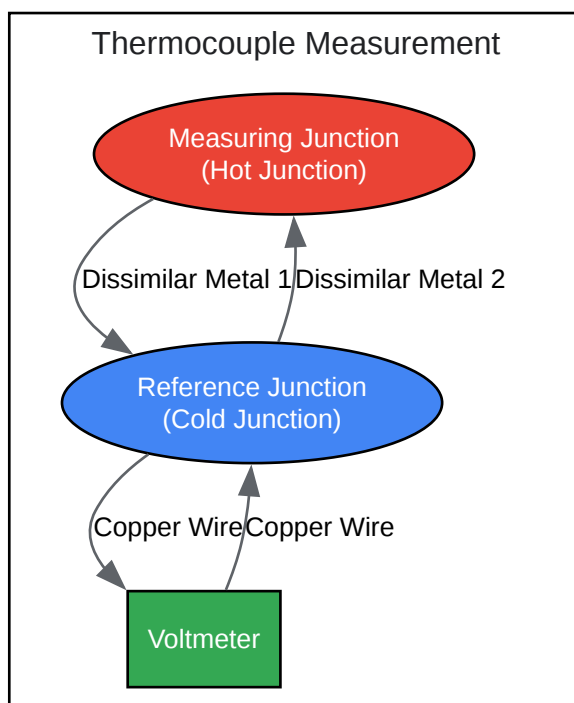 Thermocouple Measurement
Measuring Junction
(Hot Junction)
Dissimilar Metal 1
Dissimilar Metal 2
Reference Junction
(Cold Junction)
Copper Wire
Copper Wire
Voltmeter